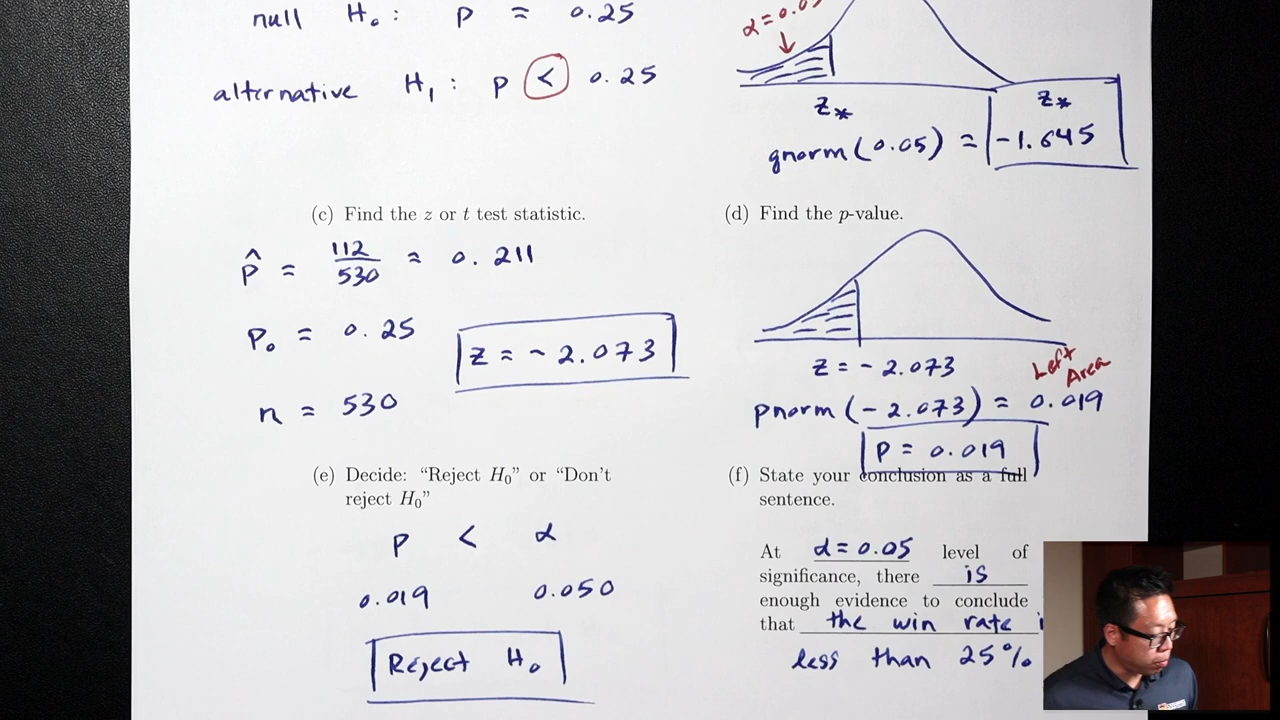 null H₀ : p = 0.25
alternative H₁ : p < 0.25
α = 0.05
z*
z*
qnorm(0.05) = -1.645
(c) Find the z or t test statistic.
p̂ = 112/530 = 0.211
p₀ = 0.25
z = -2.073
n = 530
(d) Find the p-value.
z = -2.073
Left
Area
pnorm(-2.073) = 0.019
p = 0.019
(e) Decide: “Reject H₀” or “Don’t
reject H₀”
p < α
0.019 0.050
Reject H₀
(f) State your conclusion as a full
sentence.
At α = 0.05 level of
significance, there is
enough evidence to conclude
that the win rate
less than 25%